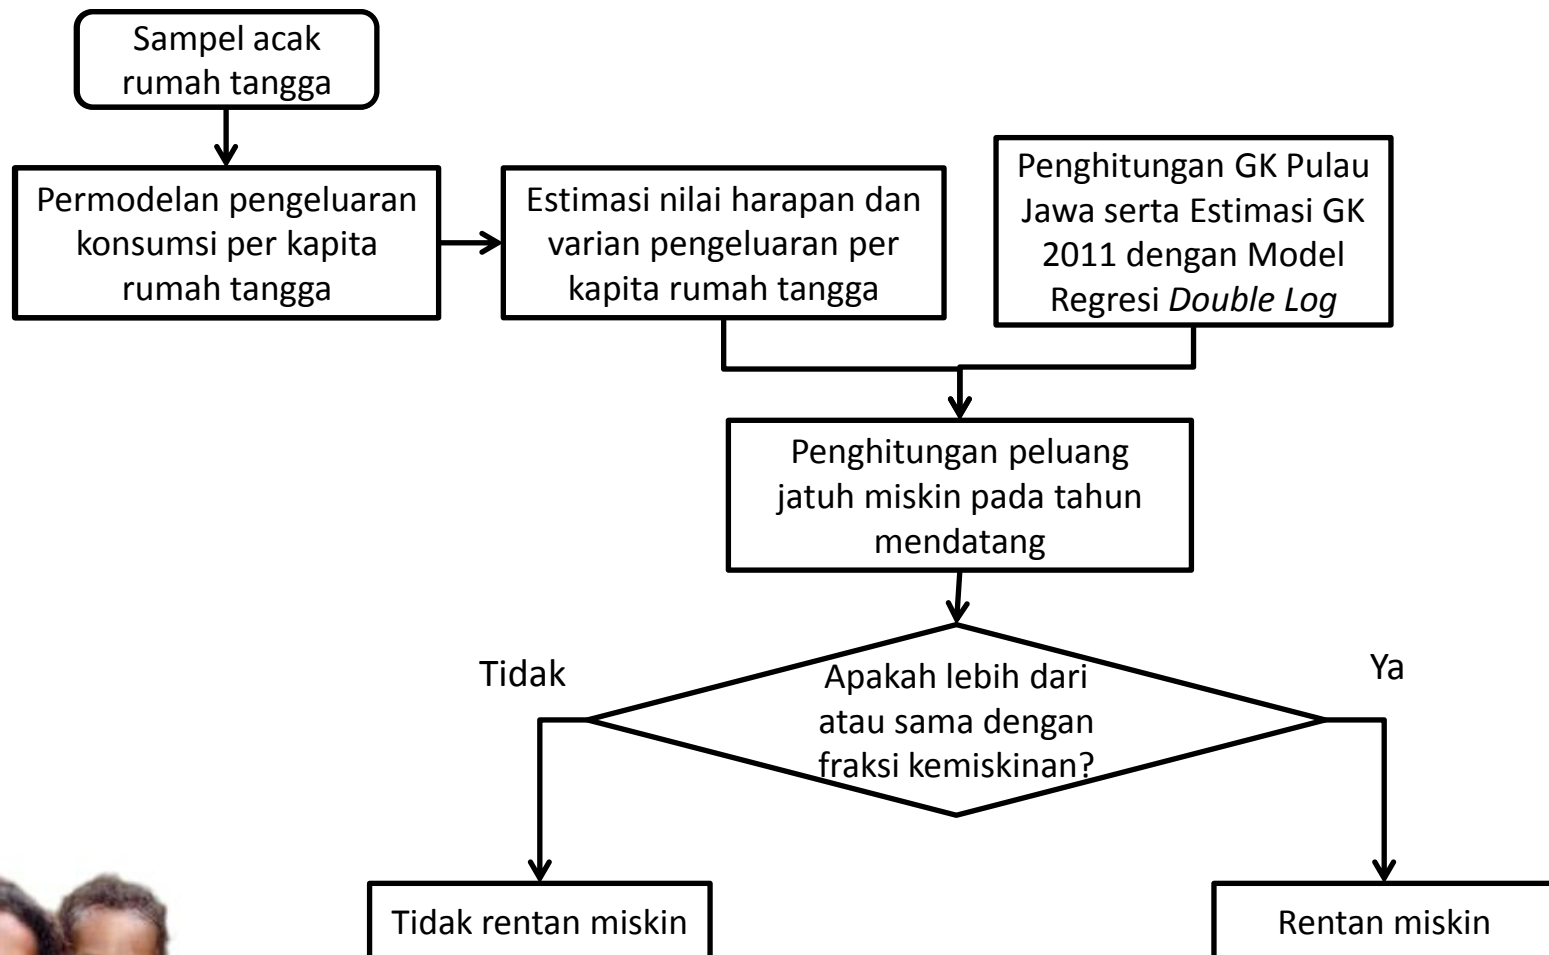 Sampel acak
rumah tangga
Permodelan pengeluaran
konsumsi per kapita
rumah tangga
Estimasi nilai harapan dan
varian pengeluaran per
kapita rumah tangga
Penghitungan GK Pulau
Jawa serta Estimasi GK
2011 dengan Model
Regresi Double Log
Penghitungan peluang
jatuh miskin pada tahun
mendatang
Tidak
Apakah lebih dari
atau sama dengan
fraksi kemiskinan?
Ya
Tidak rentan miskin
Rentan miskin